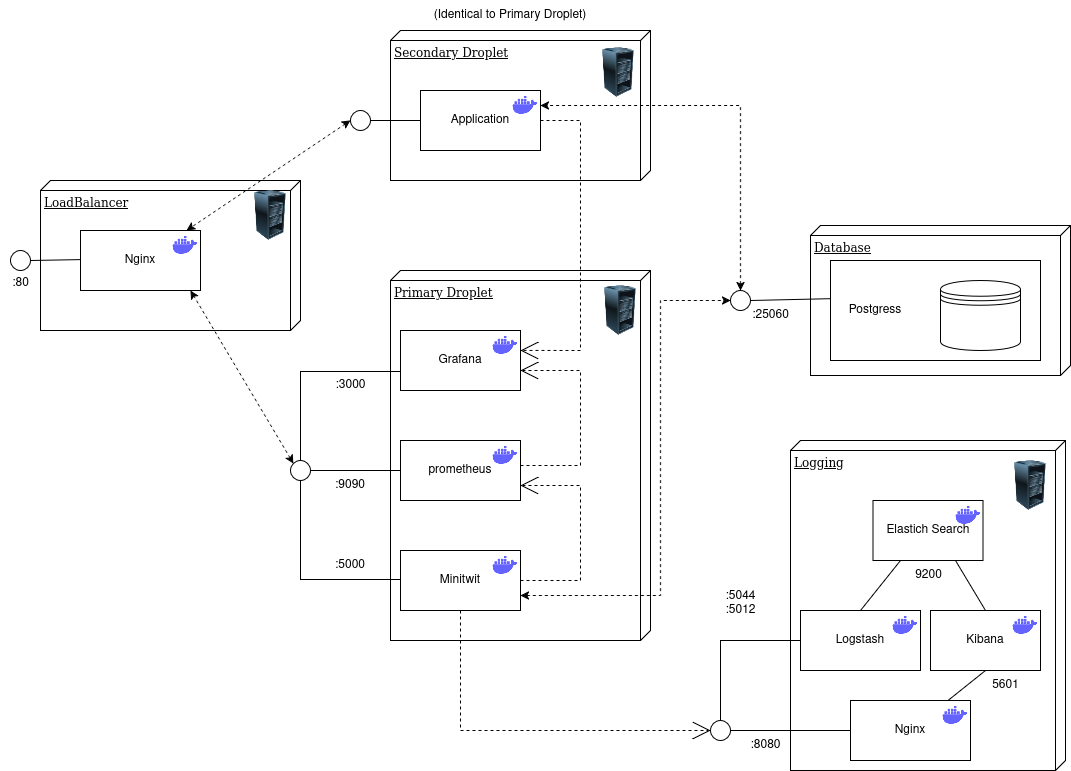 (Identical to Primary Droplet)
Secondary Droplet
Application
LoadBalancer
Nginx
:80
Database
Postgress
:25060
Primary Droplet
Grafana
:3000
prometheus
:9090
:5000
Minitwit
Logging
Elastich Search
9200
:5044
:5012
Logstash
Kibana
5601
Nginx
:8080